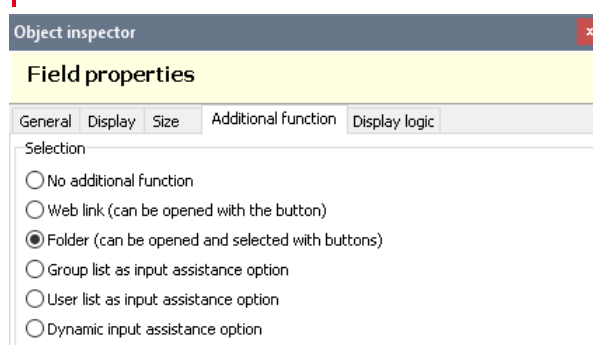 Object inspector
Field properties
General Display Size Additional function Display logic
Selection
No additional function
Web link (can be opened with the button)
Folder (can be opened and selected with buttons)
Group list as input assistance option
User list as input assistance option
Dynamic input assistance option